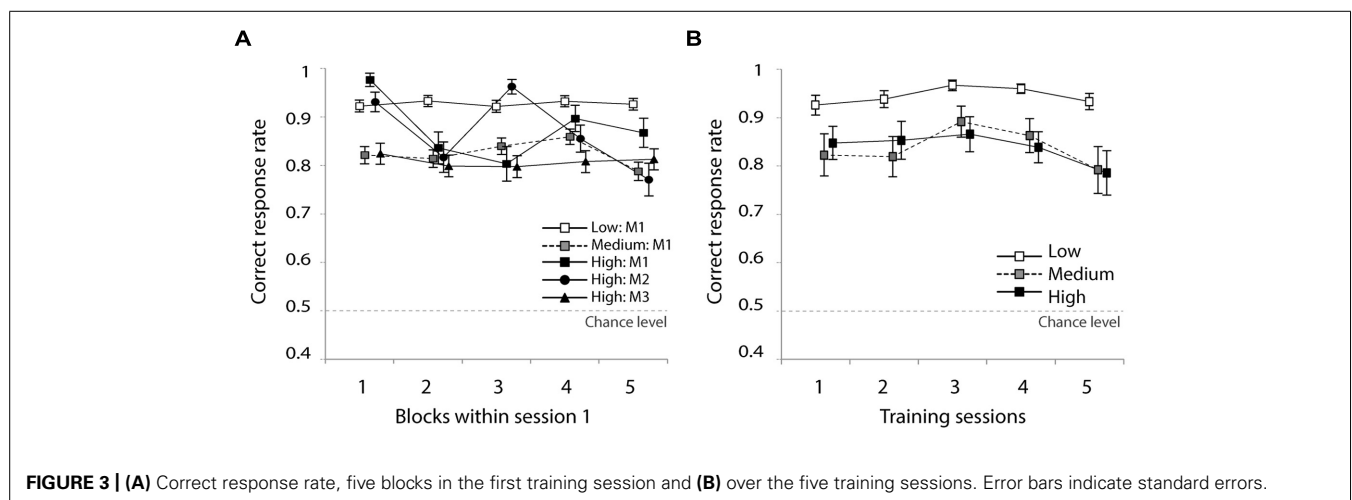 A
1
0.9
0.8
0.7
0.6
0.5
0.4
Correct response rate
Low: M1
Medium: M1
High: M1
High: M2
High: M3
Chance level
1 2 3 4 5
Blocks within session 1
B
1
0.9
0.8
0.7
0.6
0.5
0.4
Correct response rate
Low
Medium
High
Chance level
1 2 3 4 5
Training sessions
FIGURE 3 | (A) Correct response rate, five blocks in the first training session and (B) over the five training sessions. Error bars indicate standard errors.